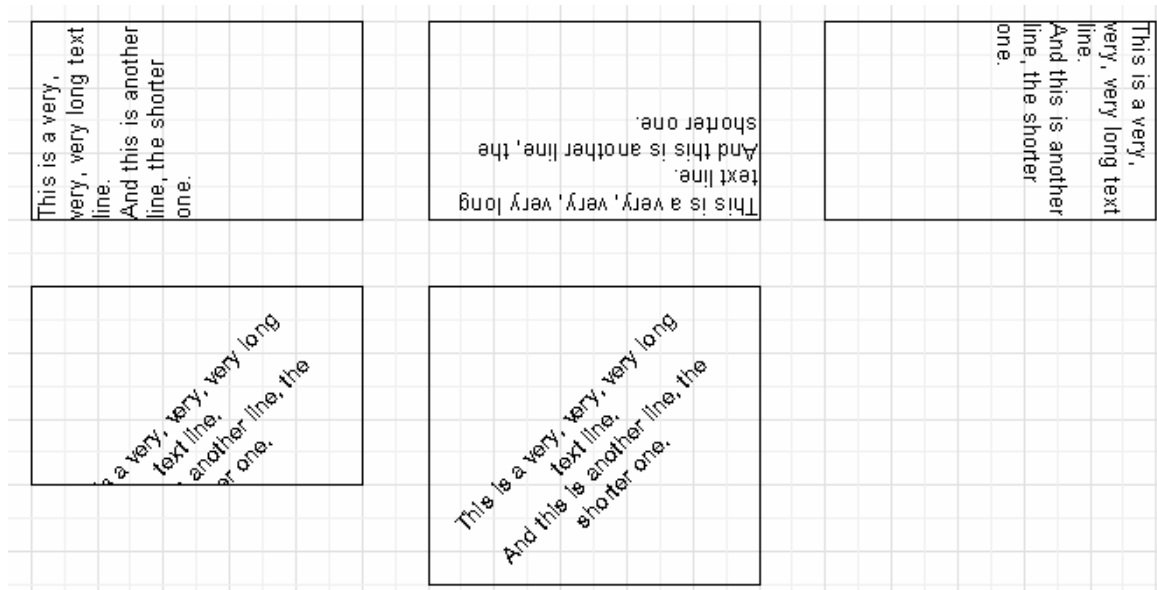 This is a very,
very, very long text
line.
And this is another
line, the shorter
one.
This is a very, very, very long
text line.
And this is another line, the
shorter one.
This is a very,
very, very long text
line.
And this is another
line, the shorter
one.
is a very, very, very long
text line.
another line, the
er one.
This is a very, very, very long
text line.
And this is another line, the
shorter one.